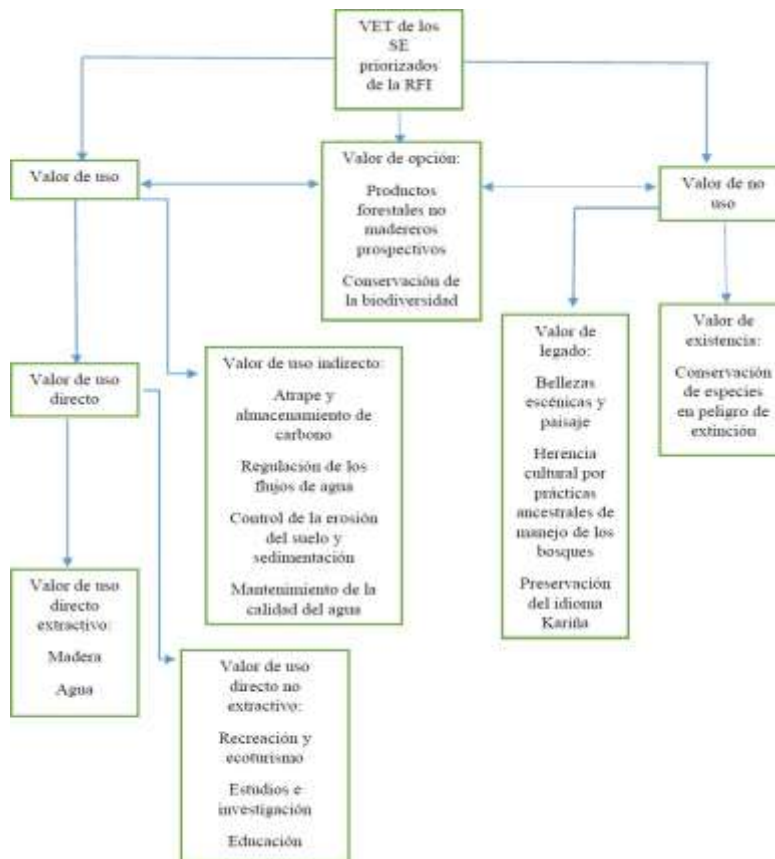 VET de los
SE
priorizados
de la RFI
Valor de uso
Valor de opción:
Productos
forestales no
madereros
prospectivos
Conservación de
la biodiversidad
Valor de no
uso
Valor de uso
directo
Valor de uso indirecto:
Atrape y
almacenamiento de
carbono
Regulación de los
flujos de agua
Control de la erosión
del suelo y
sedimentación
Mantenimiento de la
calidad del agua
Valor de
legado:
Bellezas
escénicas y
paisaje
Herencia
cultural por
prácticas
ancestrales de
manejo de los
bosques
Preservación
del idioma
Kariña
Valor de
existencia:
Conservación
de especies
en peligro de
extinción
Valor de uso
directo
extractivo:
Madera
Agua
Valor de uso
directo no
extractivo:
Recreación y
ecoturismo
Estudios e
investigación
Educación